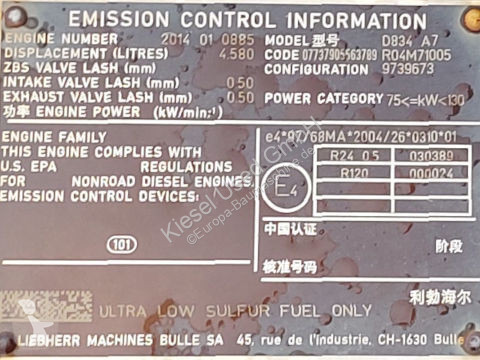 EMISSION CONTROL INFORMATION
ENGINE NUMBER 2014 01 0885 MODEL 型号 D834 A7
DISPLACEMENT (LITRES) 4.580 CODE 07737905563789 R04M71005
ZBS VALVE LASH (mm) CONFIGURATION 9739673
INTAKE VALVE LASH (mm) 0.50
EXHAUST VALVE LASH (mm) 0.50 POWER CATEGORY 75<=kW<130
功率 ENGINE POWER (kW/min⁻¹)
ENGINE FAMILY e4*97/68MA*2004/26*0310*01
THIS ENGINE COMPLIES WITH R24 05 030389
U.S. EPA REGULATIONS R120 000024
FOR NONROAD DIESEL ENGINES.
EMISSION CONTROL DEVICES: E4
中国认证
101 阶段
核准号码
利勃海尔
ULTRA LOW SULFUR FUEL ONLY
LIEBHERR MACHINES BULLE SA 45, rue de l'industrie, CH-1630 Bulle
Kiesel Used GmbH